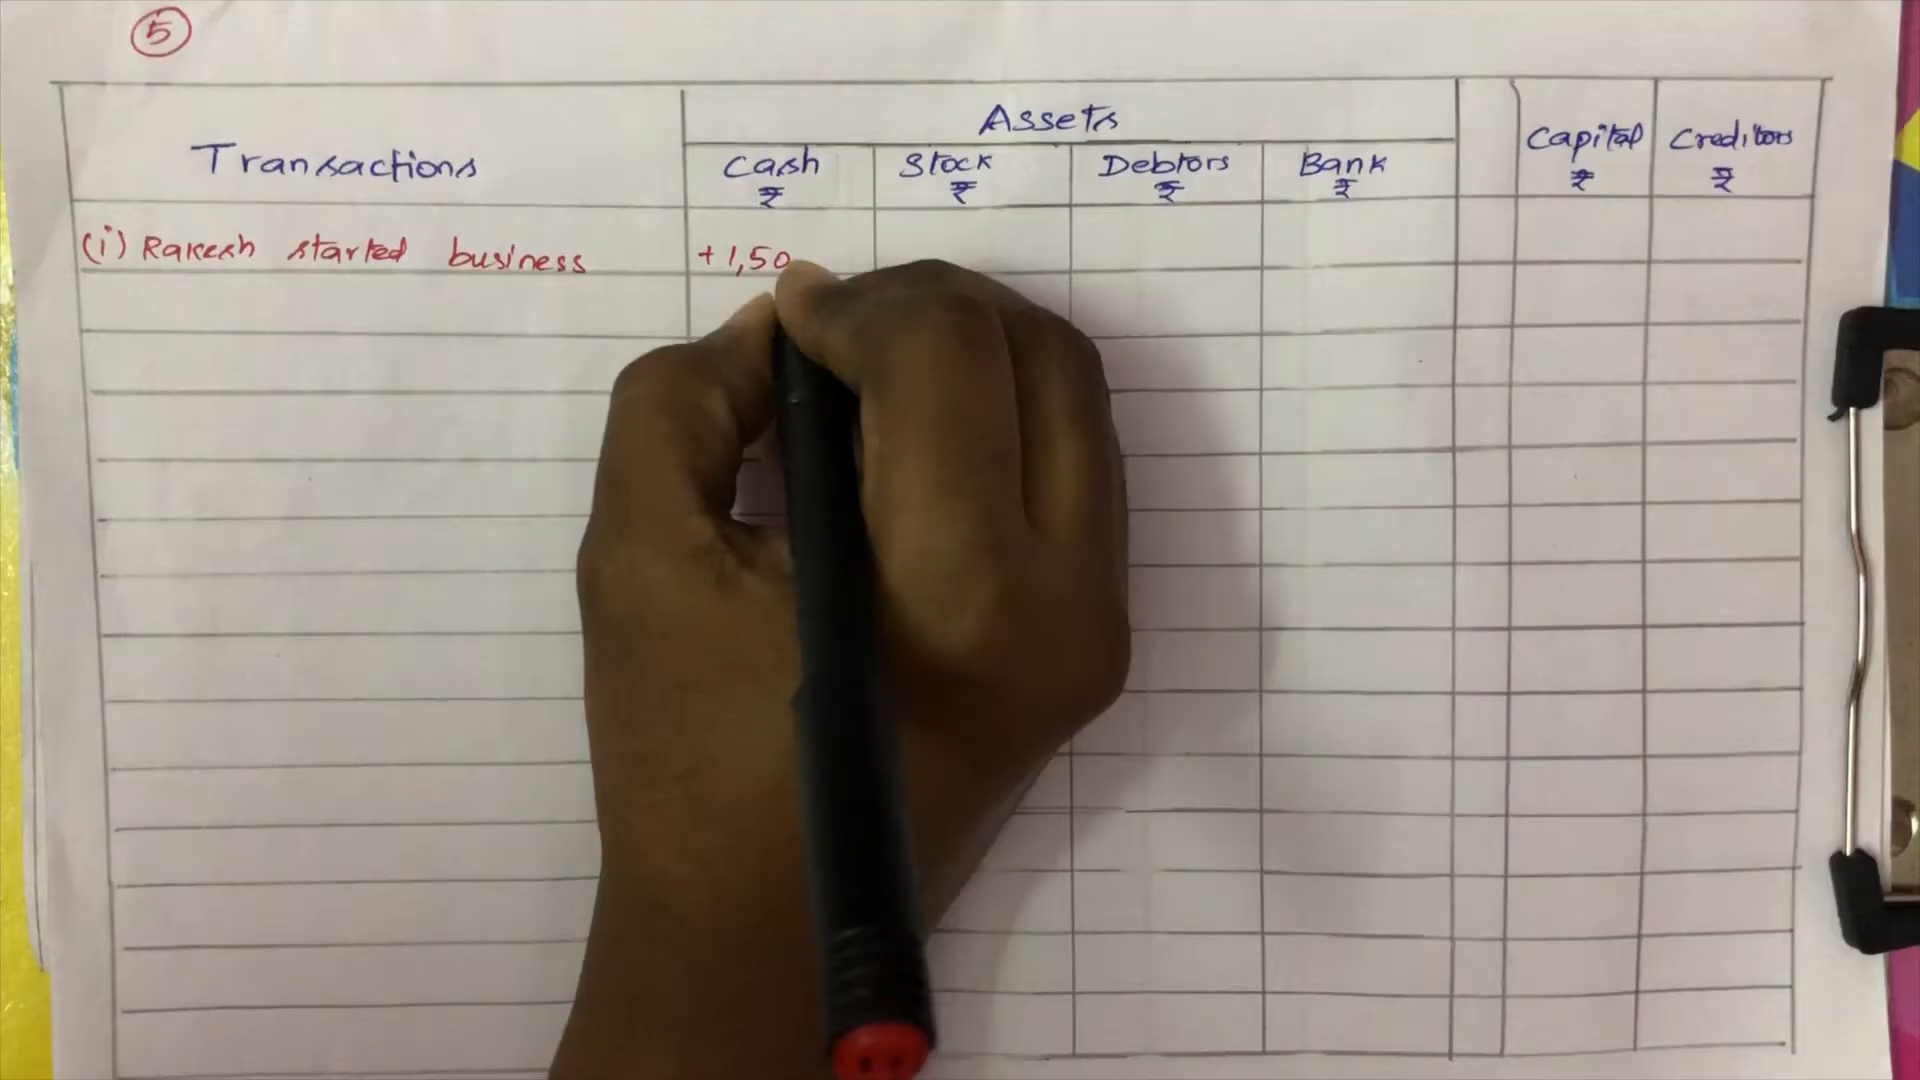 5
Assets
Transactions
Cash Stock Debtors Bank Capital Creditors
₹ ₹ ₹ ₹ ₹ ₹
(i) Rakesh started business +1,50